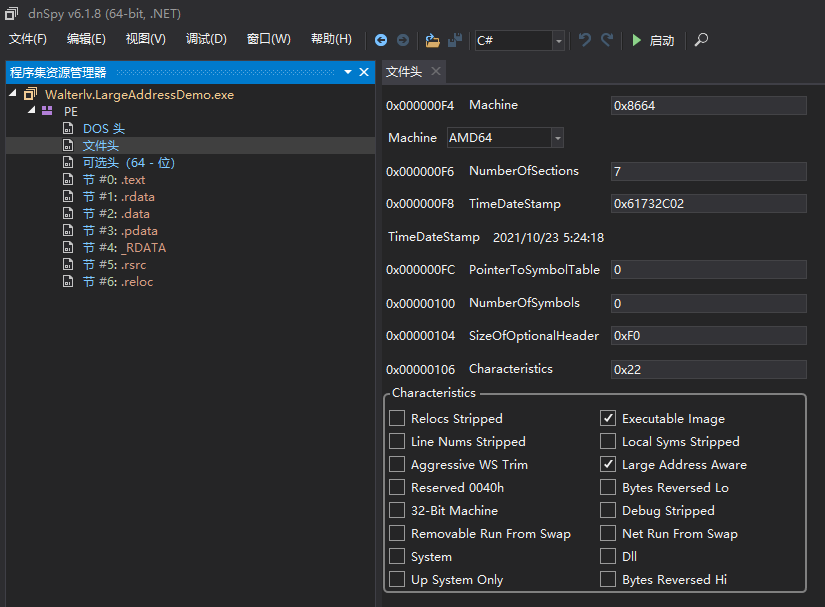 dnSpy v6.1.8 (64-bit, .NET)
文件(F) 编辑(E) 视图(V) 调试(D) 窗口(W) 帮助(H) C# 启动
程序集资源管理器
Walterlv.LargeAddressDemo.exe
PE
DOS 头
文件头
可选头（64 - 位）
节 #0: .text
节 #1: .rdata
节 #2: .data
节 #3: .pdata
节 #4: _RDATA
节 #5: .rsrc
节 #6: .reloc
文件头
0x000000F4 Machine 0x8664
Machine AMD64
0x000000F6 NumberOfSections 7
0x000000F8 TimeDateStamp 0x61732C02
TimeDateStamp 2021/10/23 5:24:18
0x000000FC PointerToSymbolTable 0
0x00000100 NumberOfSymbols 0
0x00000104 SizeOfOptionalHeader 0xF0
0x00000106 Characteristics 0x22
Characteristics
Relocs Stripped Executable Image
Line Nums Stripped Local Syms Stripped
Aggressive WS Trim Large Address Aware
Reserved 0040h Bytes Reversed Lo
32-Bit Machine Debug Stripped
Removable Run From Swap Net Run From Swap
System Dll
Up System Only Bytes Reversed Hi